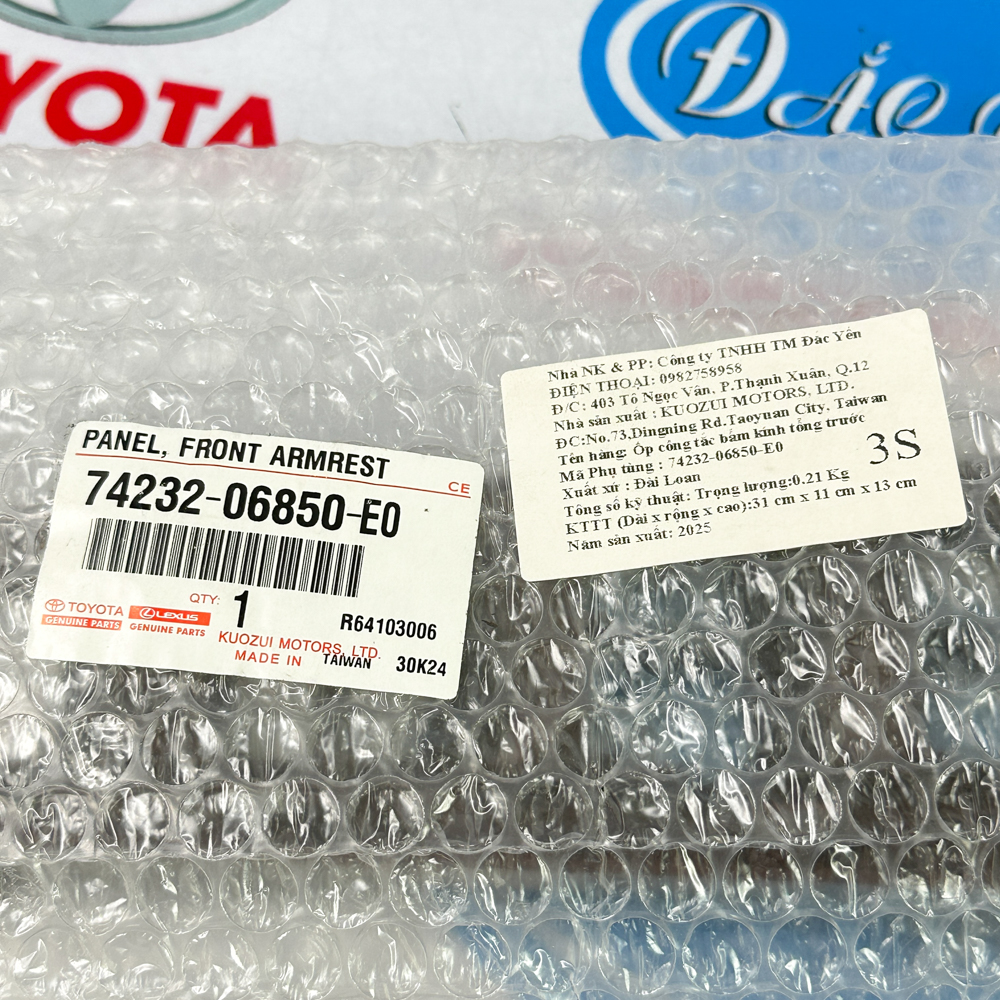 TOYOTA
ĐẮC
PANEL, FRONT ARMREST
CE
74232-06850-E0
QTY: 1
R64103006
TOYOTA
GENUINE PARTS
LEXUS
GENUINE PARTS
KUOZUI MOTORS, LTD.
MADE IN TAIWAN 30K24
Nhà NK & PP: Công ty TNHH TM Đắc Yến
ĐIỆN THOẠI: 0982758958
Đ/C: 403 Tô Ngọc Vân, P.Thạnh Xuân, Q.12
Nhà sản xuất : KUOZUI MOTORS, LTD.
ĐC:No.73,Dingning Rd.Taoyuan City, Taiwan
Tên hàng: Ốp công tắc bấm kính tổng trước
Mã Phụ tùng : 74232-06850-E0
Xuất xứ : Đài Loan
3S
Tổng số kỹ thuật: Trọng lượng:0.21 Kg
KTTT (Dài x rộng x cao):31 cm x 11 cm x 13 cm
Năm sản xuất: 2025